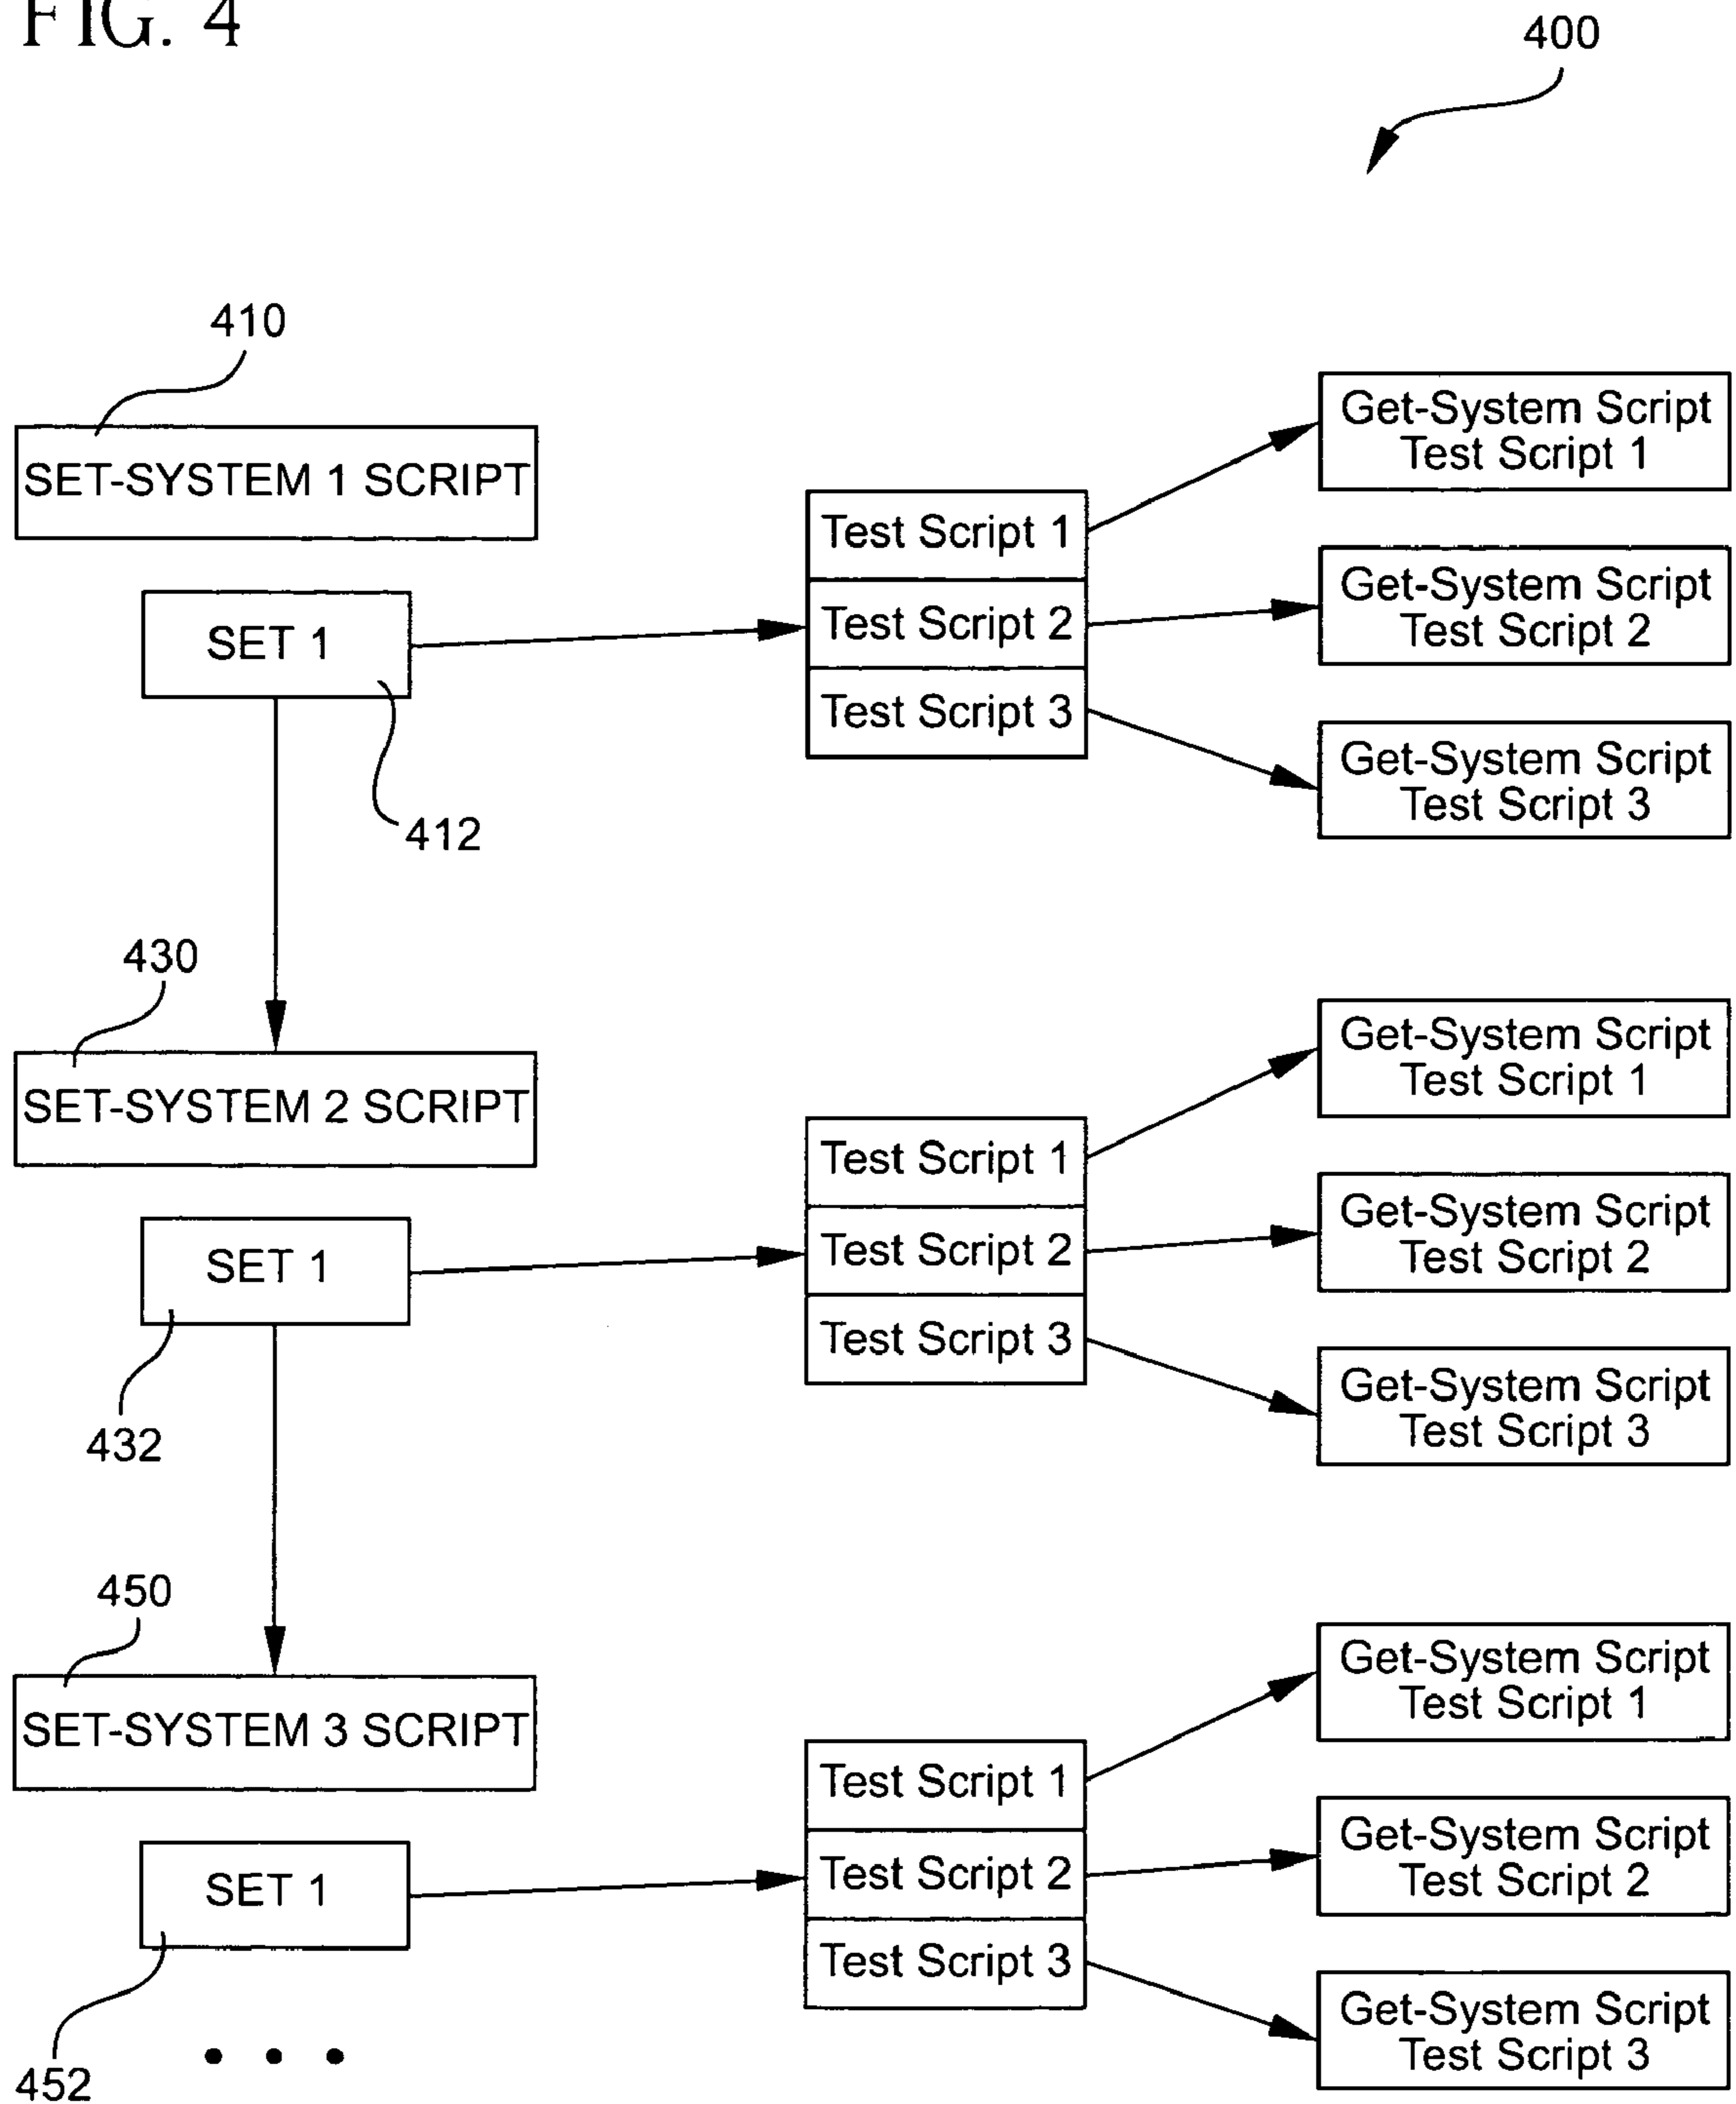 FIG. 4
400
410
SET-SYSTEM 1 SCRIPT
SET 1
412
Test Script 1
Test Script 2
Test Script 3
Get-System Script
Test Script 1
Get-System Script
Test Script 2
Get-System Script
Test Script 3
430
SET-SYSTEM 2 SCRIPT
SET 1
432
Test Script 1
Test Script 2
Test Script 3
Get-System Script
Test Script 1
Get-System Script
Test Script 2
Get-System Script
Test Script 3
450
SET-SYSTEM 3 SCRIPT
SET 1
452
Test Script 1
Test Script 2
Test Script 3
Get-System Script
Test Script 1
Get-System Script
Test Script 2
Get-System Script
Test Script 3
• • •